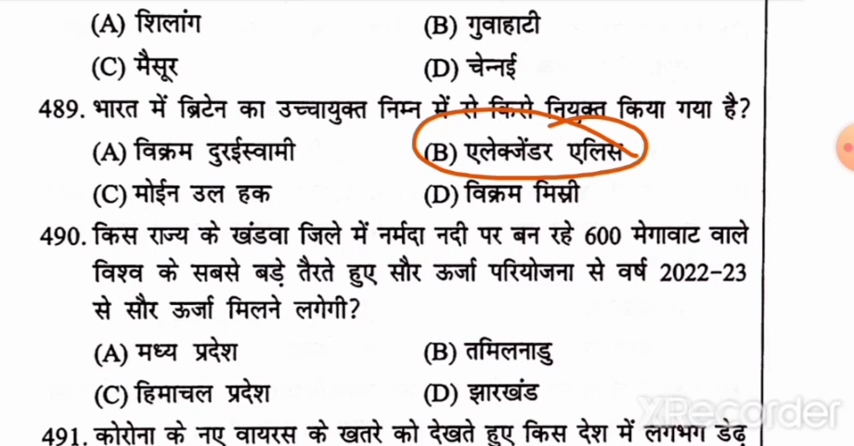 (A) शिलांग (B) गुवाहाटी
(C) मैसूर (D) चेन्नई
489. भारत में ब्रिटेन का उच्चायुक्त निम्न में से किसे नियुक्त किया गया है?
(A) विक्रम दुरईस्वामी (B) एलेक्जेंडर एलिस
(C) मोईन उल हक (D) विक्रम मिस्री
490. किस राज्य के खंडवा जिले में नर्मदा नदी पर बन रहे 600 मेगावाट वाले
विश्व के सबसे बड़े तैरते हुए सौर ऊर्जा परियोजना से वर्ष 2022-23
से सौर ऊर्जा मिलने लगेगी?
(A) मध्य प्रदेश (B) तमिलनाडु
(C) हिमाचल प्रदेश (D) झारखंड
XRecorder
491. कोरोना के नए वायरस के खतरे को देखते हुए किस देश में लगभग डेढ़